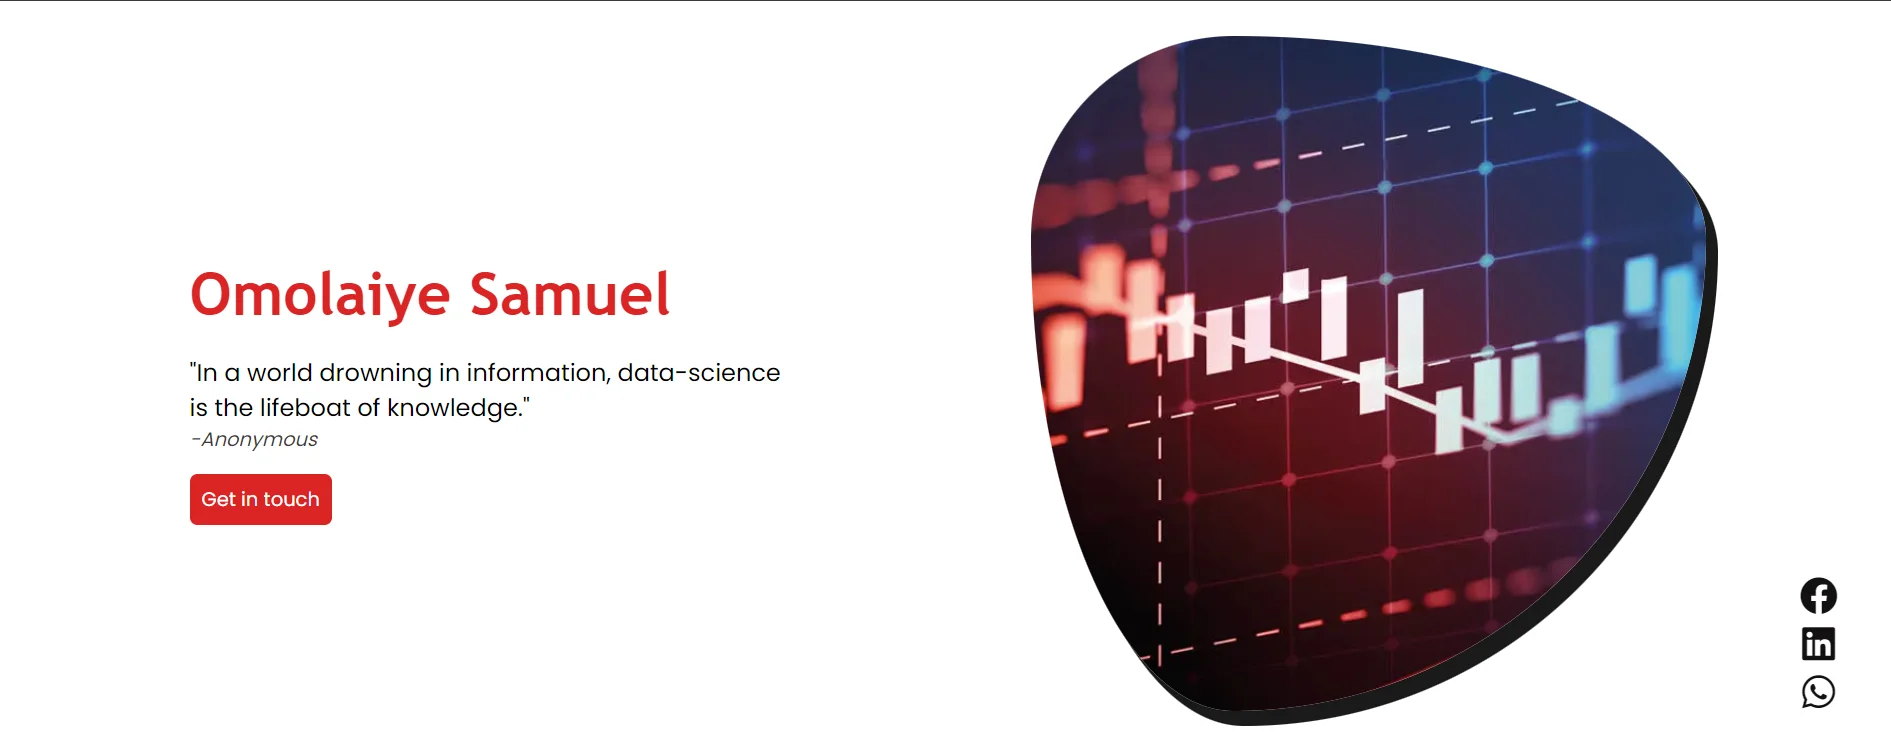 Omolaiye Samuel
"In a world drowning in information, data-science
is the lifeboat of knowledge."
-Anonymous
Get in touch